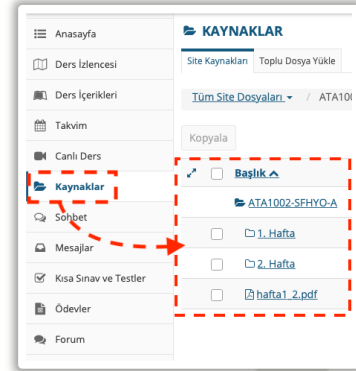 Anasayfa
Ders İzlencesi
Ders İçerikleri
Takvim
Canlı Ders
Kaynaklar
Sohbet
Mesajlar
Kısa Sınav ve Testler
Ödevler
Forum
KAYNAKLAR
Site Kaynakları Toplu Dosya Yükle
Tüm Site Dosyaları / ATA100
Kopyala
Başlık
ATA1002-SFHYO-A
1. Hafta
2. Hafta
hafta1_2.pdf